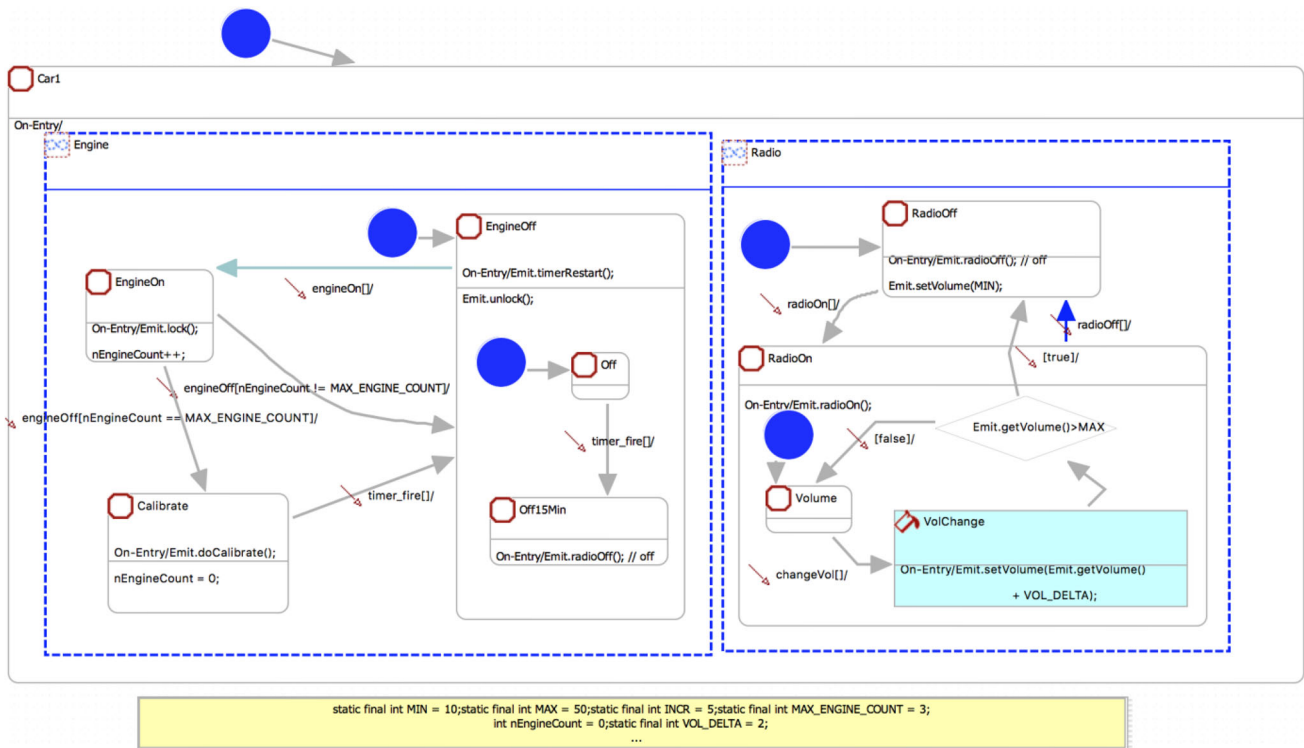 Car1
On-Entry/
Engine
EngineOff
On-Entry/Emit.timerRestart();
Emit.unlock();
engineOn[]/
EngineOn
On-Entry/Emit.lock();
nEngineCount++;
engineOff[nEngineCount != MAX_ENGINE_COUNT]/
engineOff[nEngineCount == MAX_ENGINE_COUNT]/
Off
timer_fire[]/
timer_fire[]/
Calibrate
On-Entry/Emit.doCalibrate();
nEngineCount = 0;
Off15Min
On-Entry/Emit.radioOff(); // off
Radio
RadioOff
On-Entry/Emit.radioOff(); // off
Emit.setVolume(MIN);
radioOn[]/
radioOff[]/
[true]/
RadioOn
On-Entry/Emit.radioOn();
Emit.getVolume()>MAX
[false]/
Volume
VolChange
On-Entry/Emit.setVolume(Emit.getVolume()
+ VOL_DELTA);
changeVol[]/
static final int MIN = 10;static final int MAX = 50;static final int INCR = 5;static final int MAX_ENGINE_COUNT = 3;
int nEngineCount = 0;static final int VOL_DELTA = 2;
...